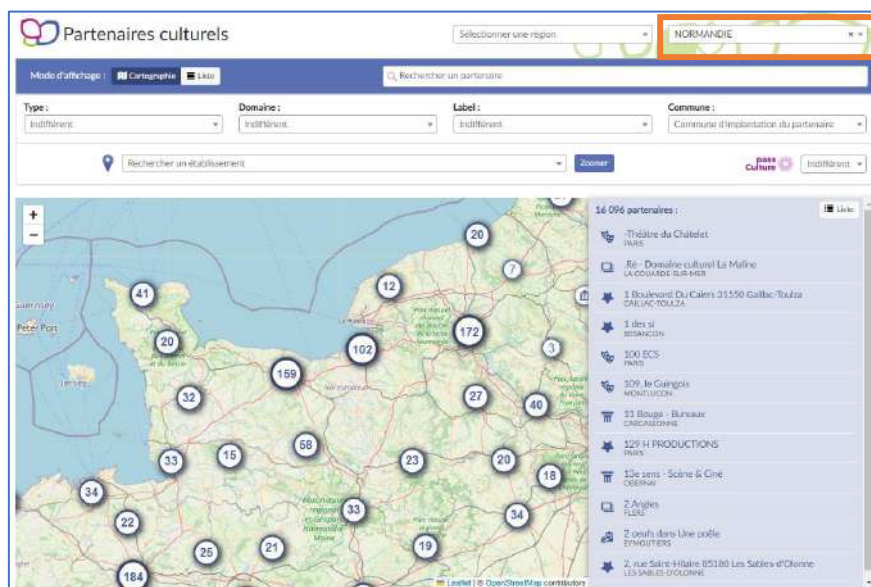 Partenaires culturels
Sélectionner une région
NORMANDIE
Mode d'affichage :
Cartographie
Liste
Rechercher un partenaire
Type :
Domaine :
Label :
Commune :
Indifférent
Indifférent
Indifférent
Commune d'implantation du partenaire
Rechercher un établissement
Zoomer
pass Culture
Indifférent
+
−
16 096 partenaires :
Liste
-Théâtre du Châtelet
PARIS
.Ré - Domaine culturel La Maline
LA COUARDE-SUR-MER
1 Boulevard Du Calers 31550 Gaillac-Toulza
GAILLAC-TOULZA
1 des si
BESANCON
100 ECS
PARIS
109, le Guingois
MONTLUCON
11 Bouge - Bureaux
CARCASSONNE
129 H PRODUCTIONS
PARIS
13e sens - Scène & Ciné
OBERNAI
2 Angles
FLERS
2 oeufs dans Une poêle
EYMOUTIERS
2, rue Saint-Hilaire 85180 Les Sables-d'Olonne
LES SABLES-D'OLONNE
20
7
41
12
Guernsey
Peter Port
20
172
102
3
159
Jersey
32
27
40
58
15
33
23
20
18
34
33
34
22
25
21
19
184
Leaflet | © OpenStreetMap contributors